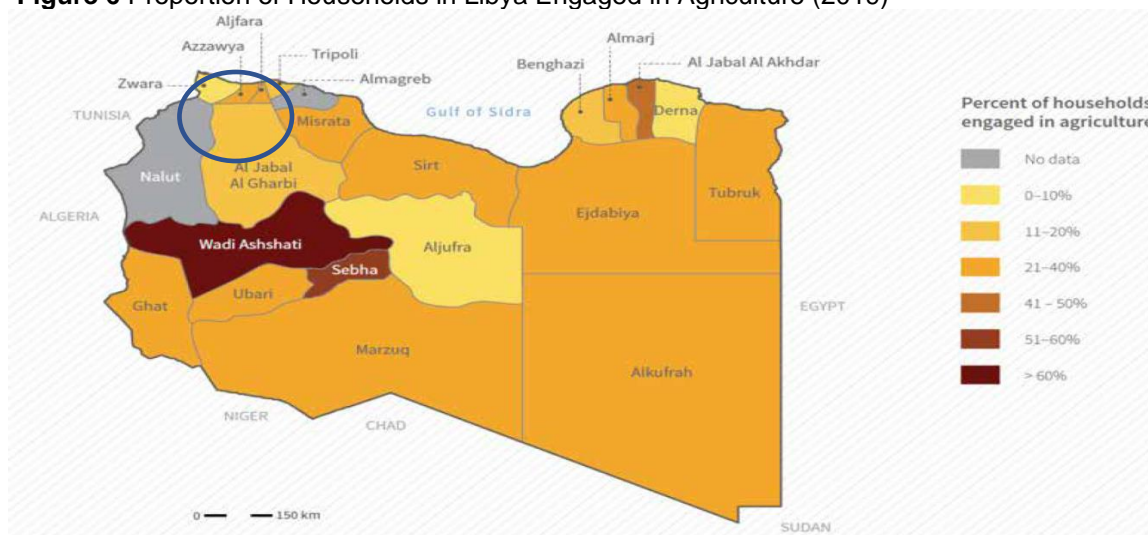 Figure 6 Proportion of Households in Libya Engaged in Agriculture
Aljfara
Azzawya
Tripoli
Almarj
Zwara
Almagreb
Benghazi
Al Jabal Al Akhdar
TUNISIA
Misrata
Gulf of Sidra
Derna
Nalut
Al Jabal
Al Gharbi
Sirt
Tubruk
ALGERIA
Ejdabiya
Wadi Ashshati
Aljufra
Sebha
Ghat
Ubari
EGYPT
Marzuq
Alkufrah
NIGER
CHAD
SUDAN
0 150 km
Percent of households
engaged in agriculture
No data
0–10%
11–20%
21–40%
41 – 50%
51–60%
> 60%